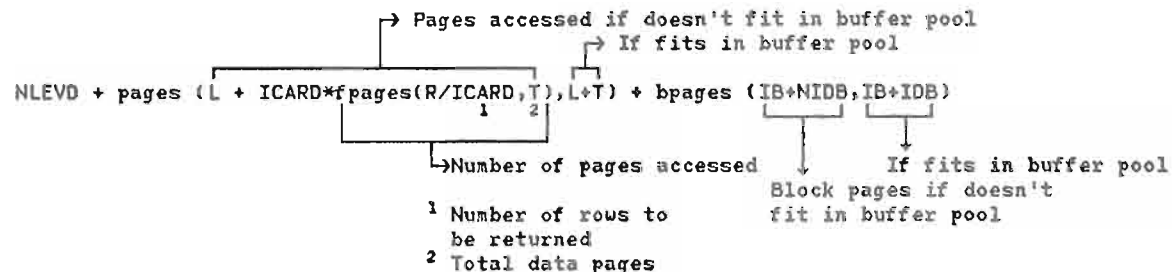 Pages accessed if doesn't fit in buffer pool
If fits in buffer pool
NLEVD + pages (L + ICARD*fpages(R/ICARD,T),L+T) + bpages (IB+NIDB,IB+IDB)
1 2
Number of pages accessed
If fits in buffer pool
Block pages if doesn't
fit in buffer pool
1 Number of rows to
be returned
2 Total data pages